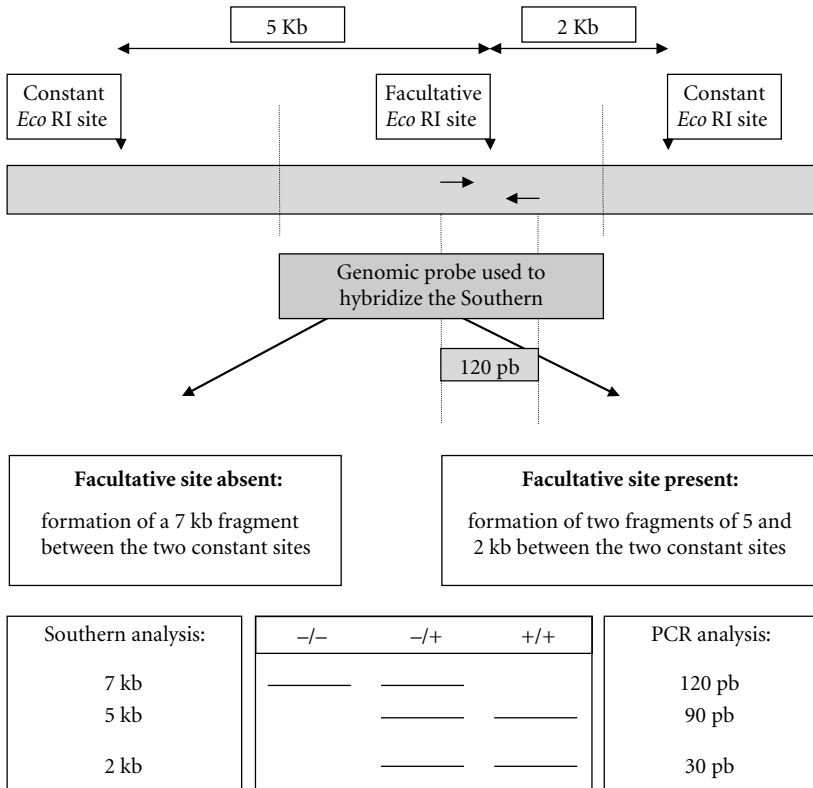 5 Kb
2 Kb
Constant
Eco RI site
Facultative
Eco RI site
Constant
Eco RI site
Genomic probe used to
hybridize the Southern
120 pb
Facultative site absent:
formation of a 7 kb fragment
between the two constant sites
Facultative site present:
formation of two fragments of 5 and
2 kb between the two constant sites
Southern analysis:
7 kb
5 kb
2 kb
–/–
–/+
+/+
PCR analysis:
120 pb
90 pb
30 pb